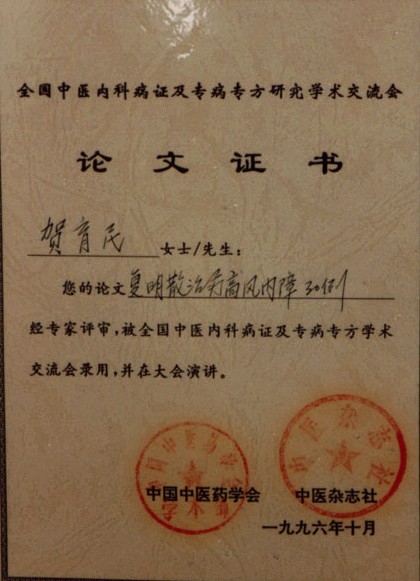 全国中医内科病证及专病专方研究学术交流会
论文证书
贺育民 女士/先生：
您的论文复明散治疗高风内障30例
经专家评审，被全国中医内科病证及专病专方学术
交流会录用，并在大会演讲。
中国中医药学会 中医杂志社
一九九六年十月